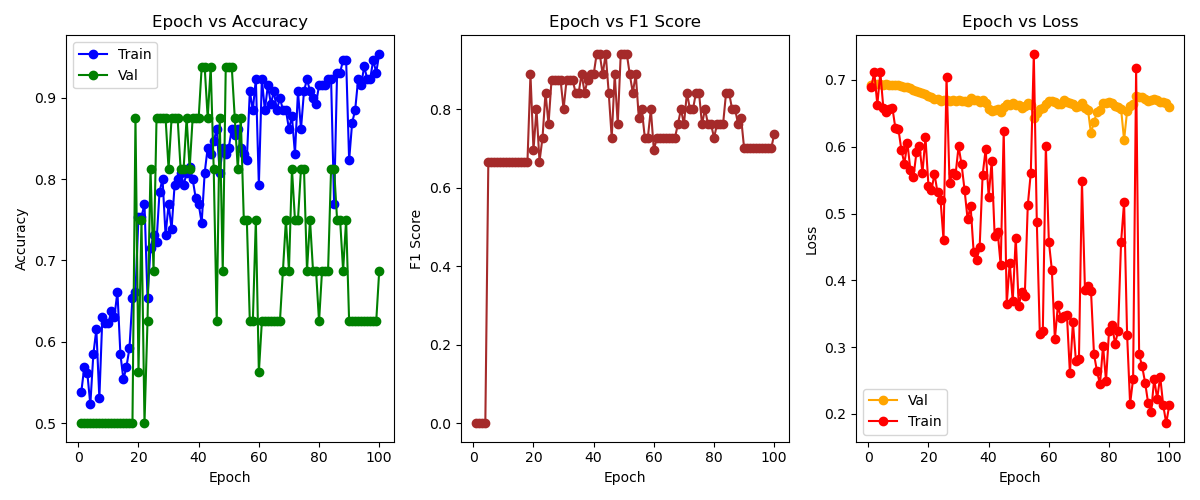 Epoch vs Accuracy
Train
Val
0.9
0.8
0.7
0.6
0.5
Accuracy
0 20 40 60 80 100
Epoch
Epoch vs F1 Score
0.8
0.6
0.4
0.2
0.0
F1 Score
0 20 40 60 80 100
Epoch
Epoch vs Loss
0.7
0.6
0.5
0.4
0.3
0.2
Loss
Val
Train
0 20 40 60 80 100
Epoch